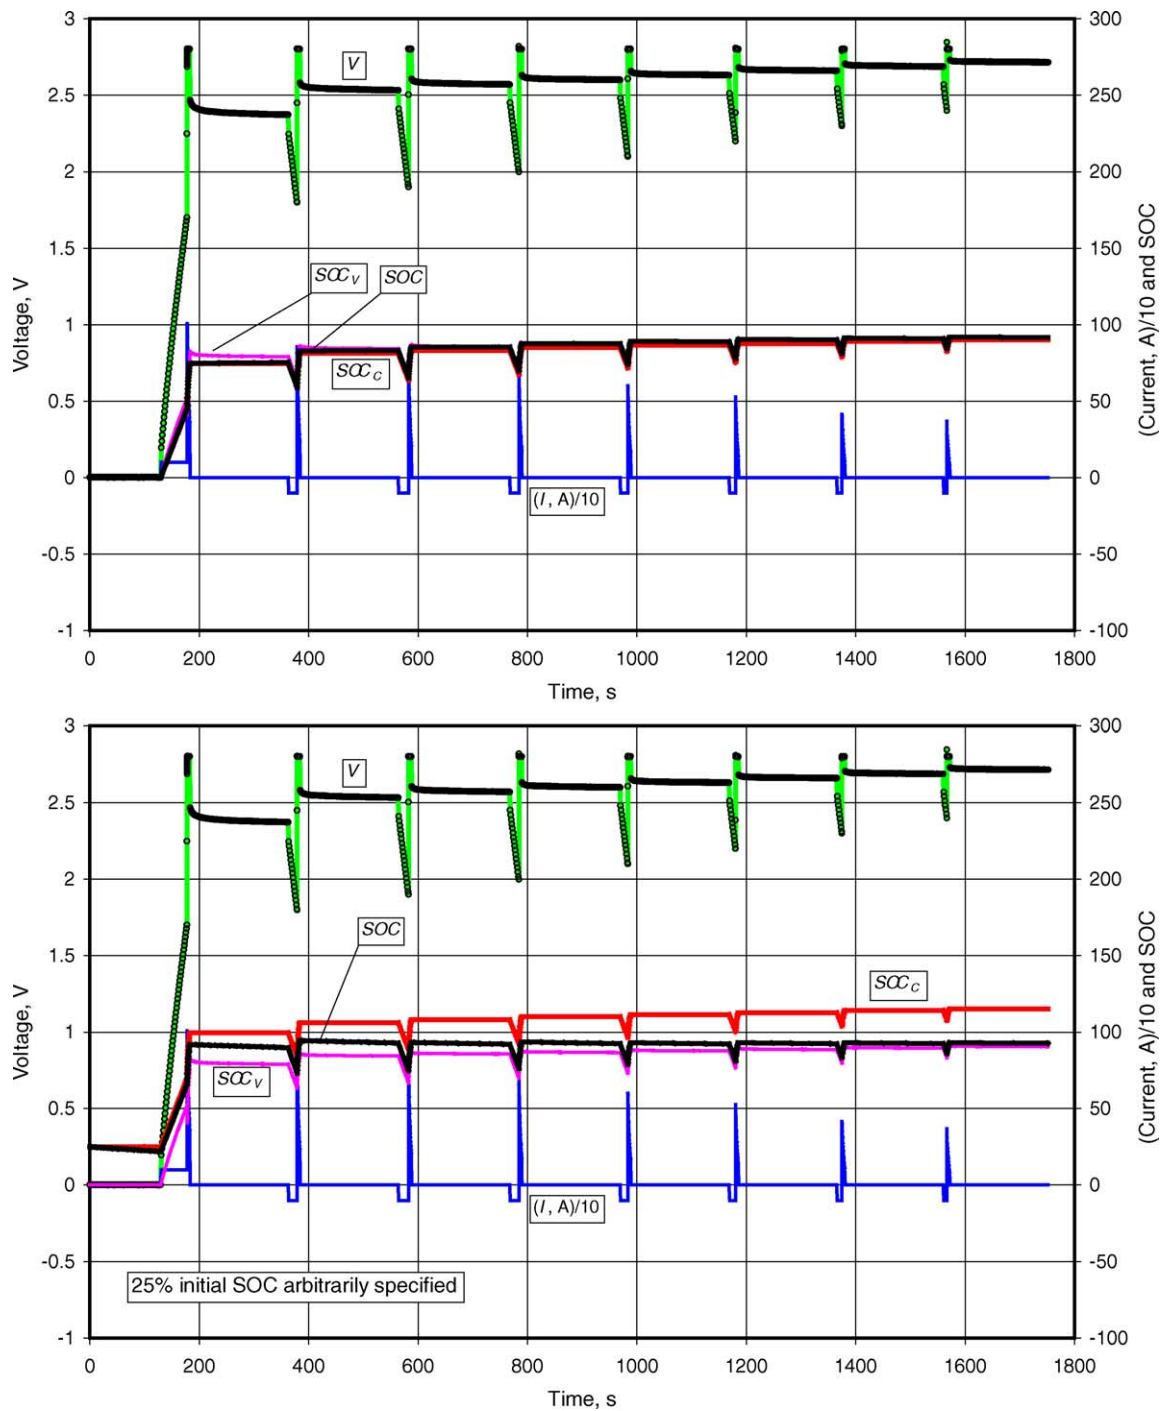 3
2.5
2
1.5
1
0.5
0
-0.5
-1
Voltage, V
300
250
200
150
100
50
0
-50
-100
(Current, A)/10 and SOC
V
SOC_V
SOC
SOC_C
(I, A)/10
0 200 400 600 800 1000 1200 1400 1600 1800
Time, s
3
2.5
2
1.5
1
0.5
0
-0.5
-1
Voltage, V
300
250
200
150
100
50
0
-50
-100
(Current, A)/10 and SOC
V
SOC
SOC_C
SOC_V
(I, A)/10
25% initial SOC arbitrarily specified
0 200 400 600 800 1000 1200 1400 1600 1800
Time, s